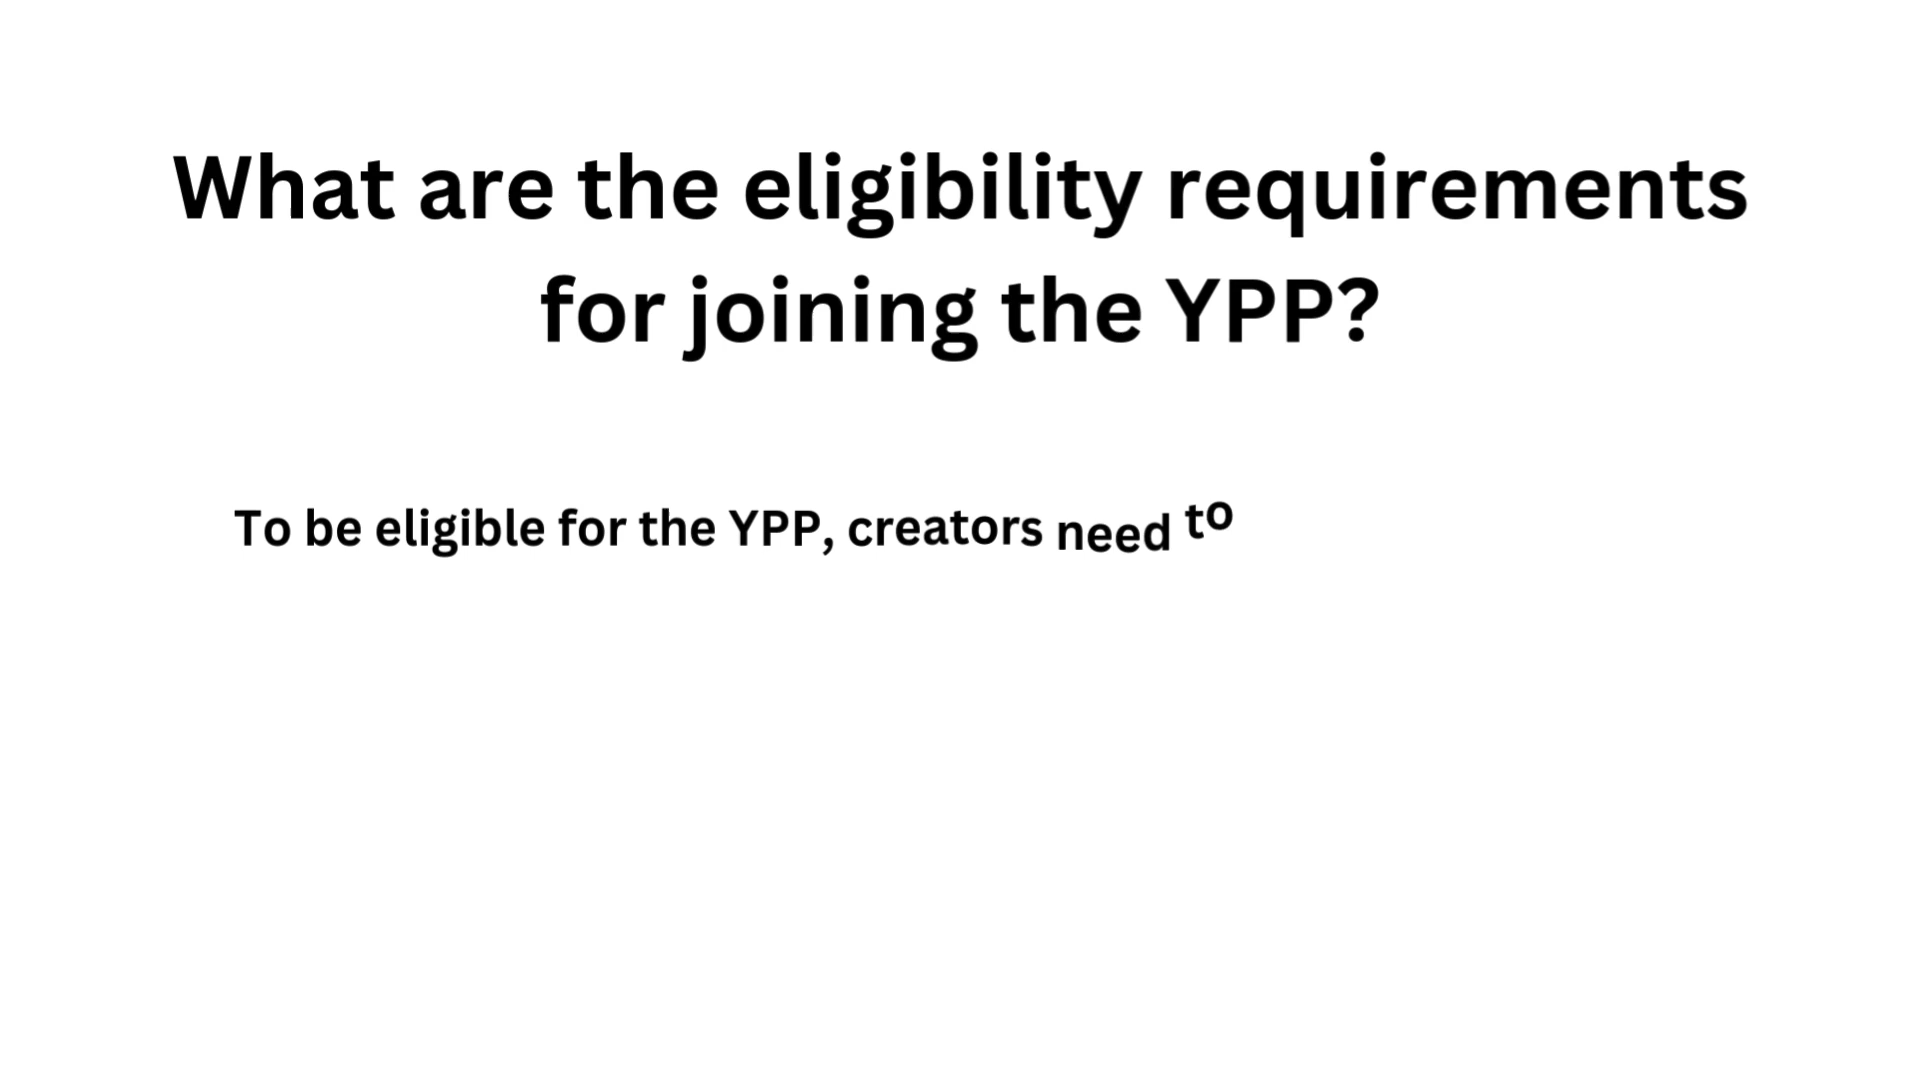 What are the eligibility requirements
for joining the YPP?
To be eligible for the YPP, creators need to